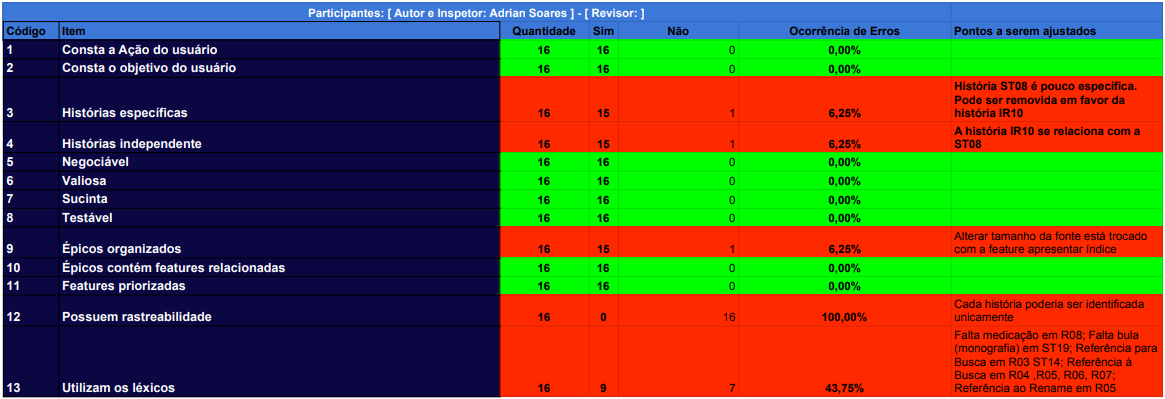 Participantes: [ Autor e Inspetor: Adrian Soares ] - [ Revisor: ]
Código Item Quantidade Sim Não Ocorrência de Erros Pontos a serem ajustados
1 Consta a Ação do usuário 16 16 0 0,00%
2 Consta o objetivo do usuário 16 16 0 0,00%
3 Histórias específicas 16 15 1 6,25% História ST08 é pouco específica.
Pode ser removida em favor da
história IR10
4 Histórias independente 16 15 1 6,25% A história IR10 se relaciona com a
ST08
5 Negociável 16 16 0 0,00%
6 Valiosa 16 16 0 0,00%
7 Sucinta 16 16 0 0,00%
8 Testável 16 16 0 0,00%
9 Épicos organizados 16 15 1 6,25% Alterar tamanho da fonte está trocado
com a feature apresentar índice
10 Épicos contém features relacionadas 16 16 0 0,00%
11 Features priorizadas 16 16 0 0,00%
12 Possuem rastreabilidade 16 0 16 100,00% Cada história poderia ser identificada
unicamente
13 Utilizam os léxicos 16 9 7 43,75% Falta medicação em R08; Falta bula
(monografia) em ST19; Referência para
Busca em R03 ST14; Referência à
Busca em R04 ,R05, R06, R07;
Referência ao Rename em R05